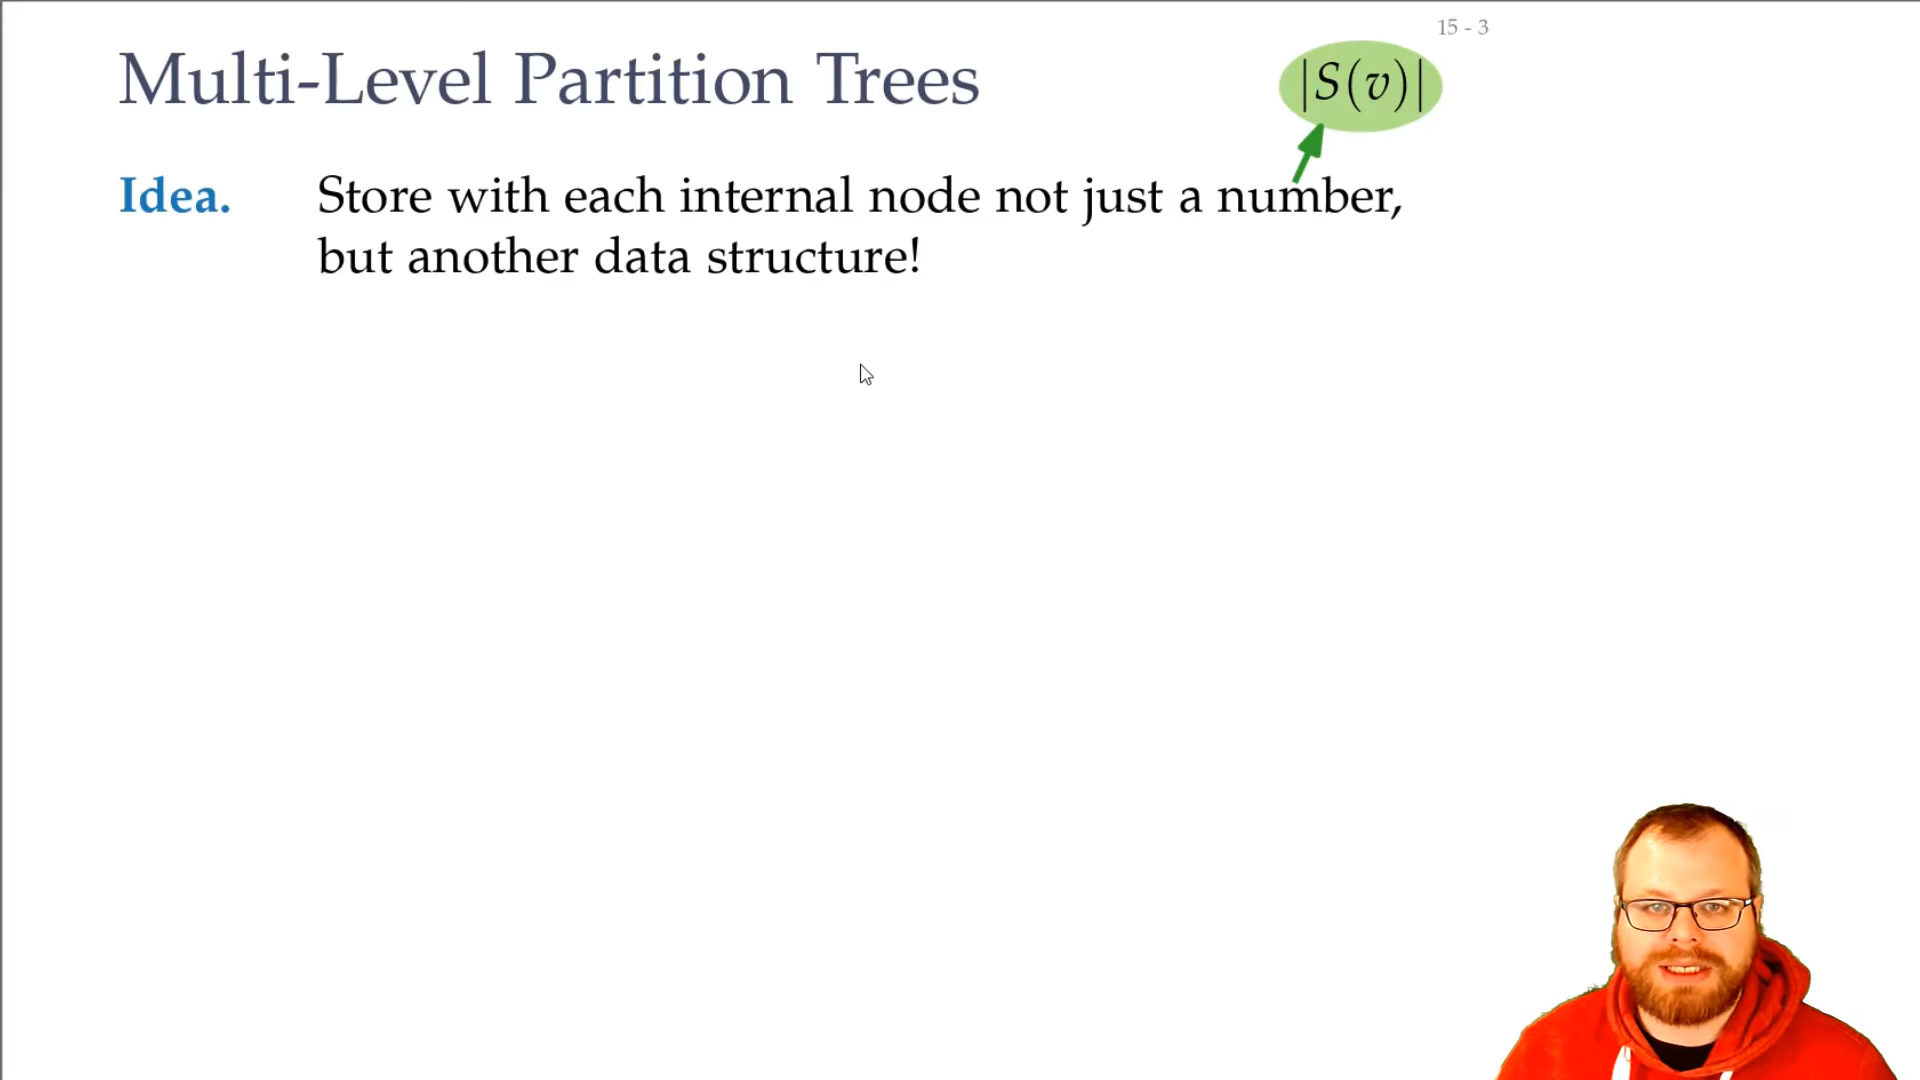 15 - 3
Multi-Level Partition Trees
|S(v)|
Idea. Store with each internal node not just a number,
but another data structure!